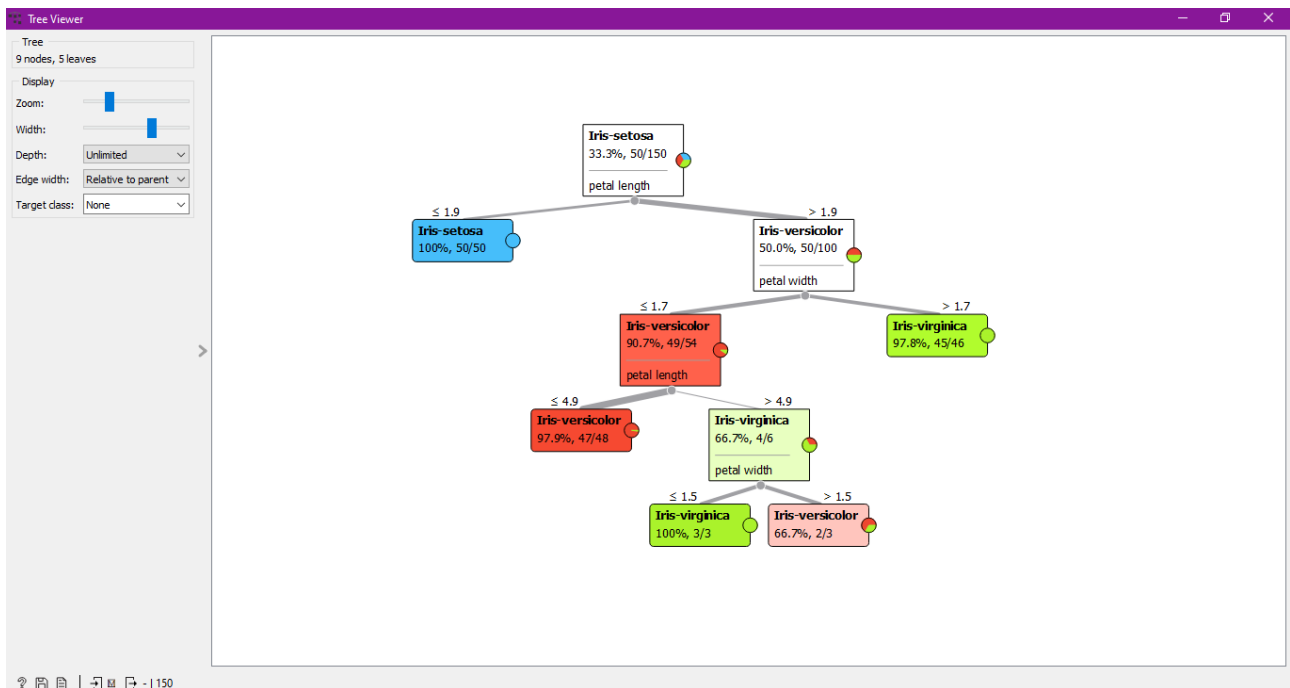 Tree Viewer
Tree
9 nodes, 5 leaves
Display
Zoom:
Width:
Depth: Unlimited
Edge width: Relative to parent
Target class: None
Iris-setosa
33.3%, 50/150
petal length
≤ 1.9
> 1.9
Iris-setosa
100%, 50/50
Iris-versicolor
50.0%, 50/100
petal width
≤ 1.7
> 1.7
Iris-versicolor
90.7%, 49/54
petal length
Iris-virginica
97.8%, 45/46
≤ 4.9
> 4.9
Iris-versicolor
97.9%, 47/48
Iris-virginica
66.7%, 4/6
petal width
≤ 1.5
> 1.5
Iris-virginica
100%, 3/3
Iris-versicolor
66.7%, 2/3
? - | 150